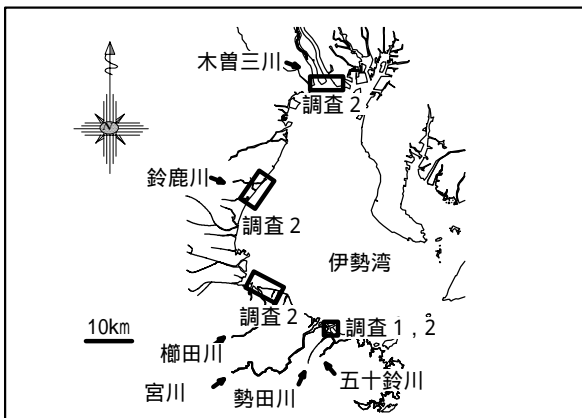 木曽三川
調査2
鈴鹿川
調査2
伊勢湾
調査2
調査1,2
10km
櫛田川
宮川
勢田川
五十鈴川